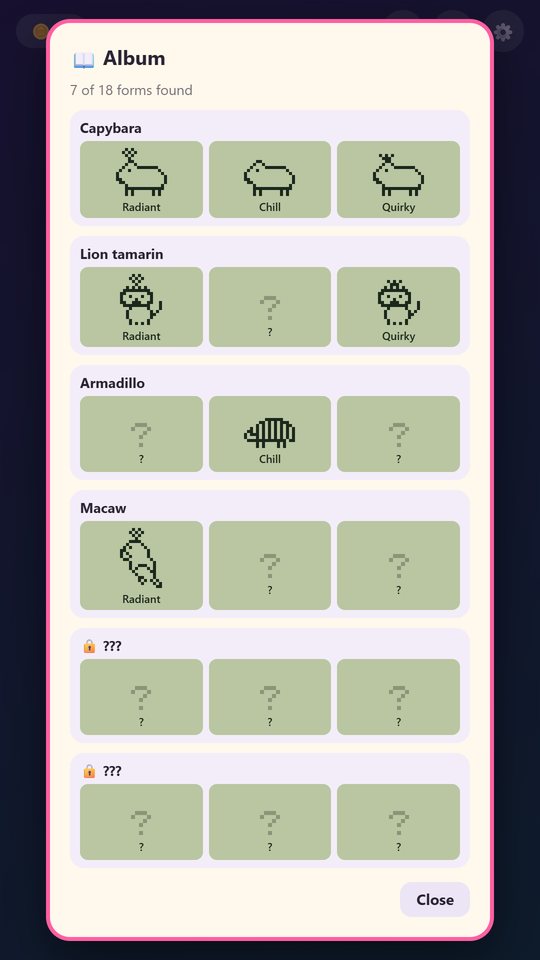 Album
7 of 18 forms found
Capybara
Radiant Chill Quirky
Lion tamarin
Radiant ? Quirky
Armadillo
? Chill ?
Macaw
Radiant ? ?
???
? ? ?
???
? ? ?
Close